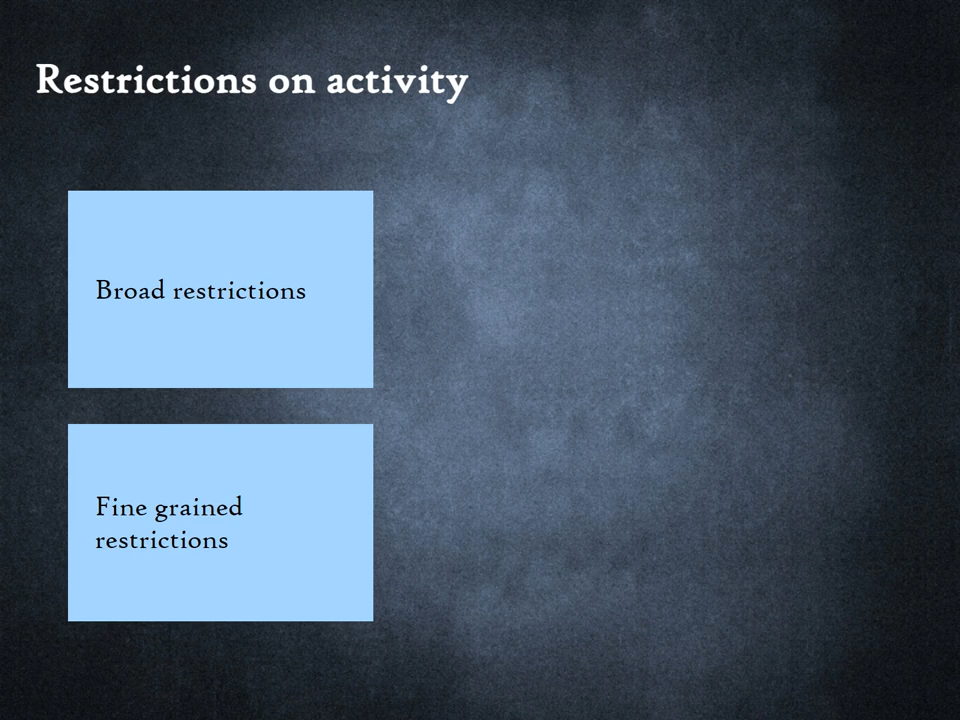 Restrictions on activity
Broad restrictions
Fine grained
restrictions